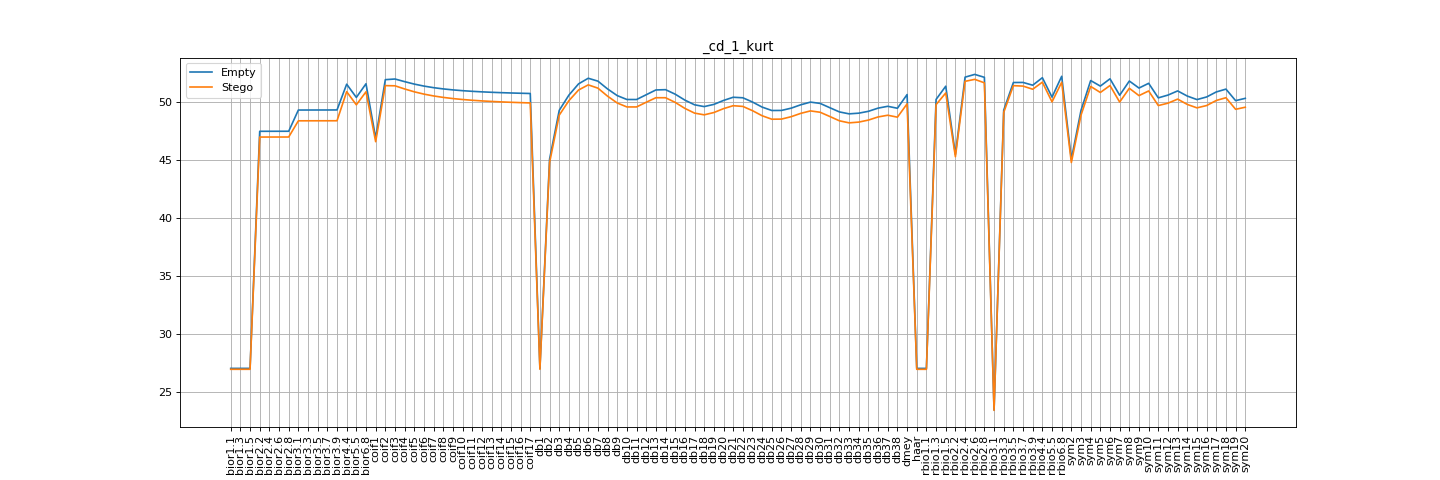 _cd_1_kurt
Empty
Stego
50
45
40
35
30
25
bior1.1
bior1.3
bior1.5
bior2.2
bior2.4
bior2.6
bior2.8
bior3.1
bior3.3
bior3.5
bior3.7
bior3.9
bior4.4
bior5.5
bior6.8
coif1
coif2
coif3
coif4
coif5
coif6
coif7
coif8
coif9
coif10
coif11
coif12
coif13
coif14
coif15
coif16
coif17
db1
db2
db3
db4
db5
db6
db7
db8
db9
db10
db11
db12
db13
db14
db15
db16
db17
db18
db19
db20
db21
db22
db23
db24
db25
db26
db27
db28
db29
db30
db31
db32
db33
db34
db35
db36
db37
db38
dmey
haar
rbio1.1
rbio1.3
rbio1.5
rbio2.2
rbio2.4
rbio2.6
rbio2.8
rbio3.1
rbio3.3
rbio3.5
rbio3.7
rbio3.9
rbio4.4
rbio5.5
rbio6.8
sym2
sym3
sym4
sym5
sym6
sym7
sym8
sym9
sym10
sym11
sym12
sym13
sym14
sym15
sym16
sym17
sym18
sym19
sym20